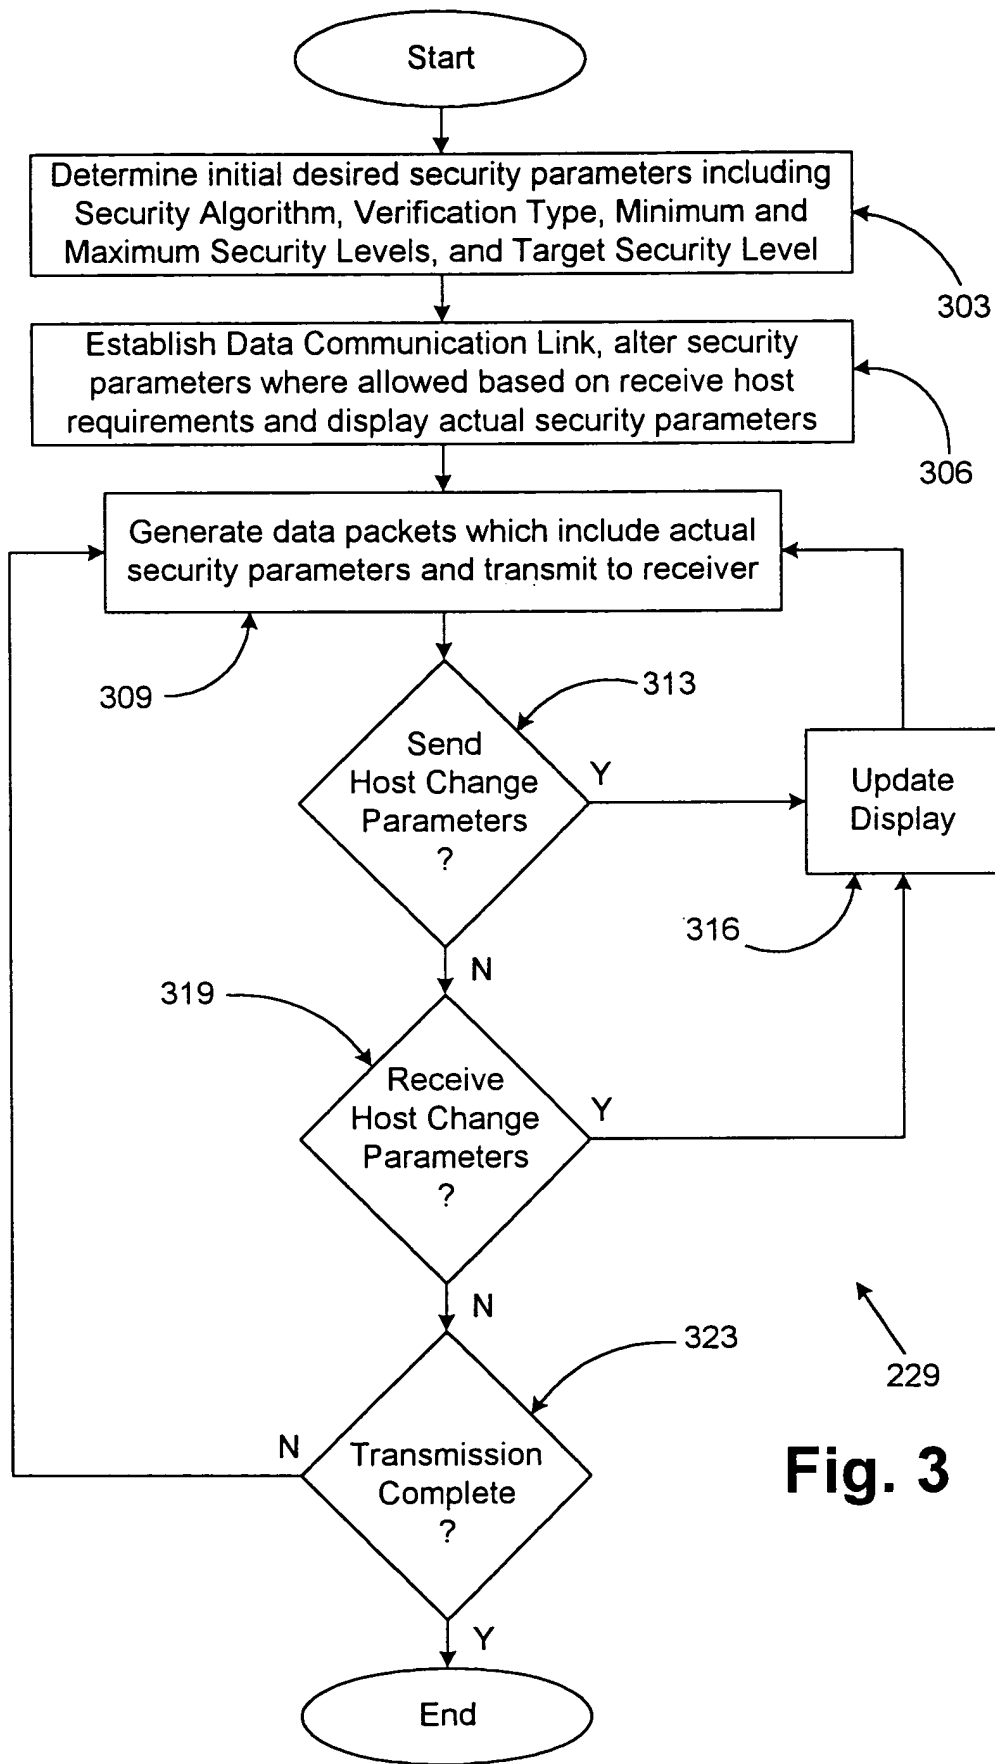 Start
Determine initial desired security parameters including
Security Algorithm, Verification Type, Minimum and
Maximum Security Levels, and Target Security Level
303
Establish Data Communication Link, alter security
parameters where allowed based on receive host
requirements and display actual security parameters
306
Generate data packets which include actual
security parameters and transmit to receiver
309
313
Send
Host Change
Parameters
?
Y
Update
Display
316
N
319
Receive
Host Change
Parameters
?
Y
N
323
229
N
Transmission
Complete
?
Fig. 3
Y
End